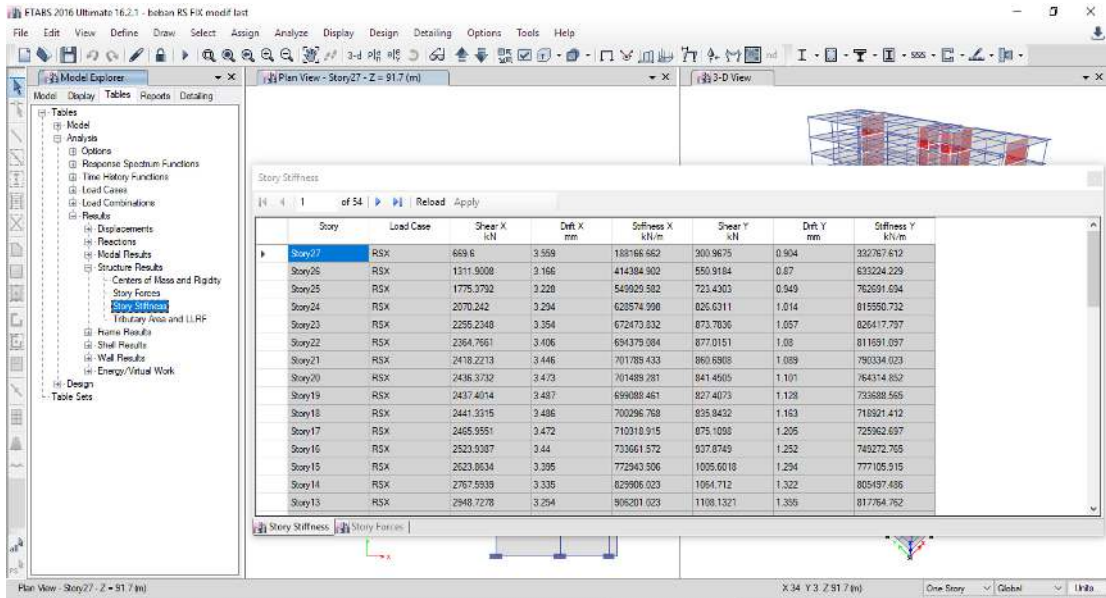 ETABS 2016 Ultimate 16.2.1 - beban RS FIX modif last
File Edit View Define Draw Select Assign Analyze Display Design Detailing Options Tools Help
3-d
nd
Model Explorer
Plan View - Story27 - Z = 91.7 (m)
3-D View
Model Display Tables Reports Detailing
Tables
Model
Analysis
Options
Response Spectrum Functions
Time History Functions
Load Cases
Load Combinations
Results
Displacements
Reactions
Modal Results
Structure Results
Centers of Mass and Rigidity
Story Forces
Story Stiffness
Tributary Area and LLRF
Frame Results
Shell Results
Wall Results
Energy/Virtual Work
Design
Table Sets
Story Stiffness
1 of 54 Reload Apply
Story Load Case Shear X kN Drift X mm Stiffness X kN/m Shear Y kN Drift Y mm Stiffness Y kN/m
Story27 RSX 669.6 3.559 188166.662 300.9675 0.904 332767.612
Story26 RSX 1311.9008 3.166 414384.902 550.9184 0.87 633224.229
Story25 RSX 1775.3792 3.228 549929.582 723.4303 0.949 762691.694
Story24 RSX 2070.242 3.294 628574.998 826.6311 1.014 815550.732
Story23 RSX 2255.2348 3.354 672473.832 873.7836 1.057 826417.797
Story22 RSX 2364.7661 3.406 694379.084 877.0151 1.08 811691.097
Story21 RSX 2418.2213 3.446 701789.433 860.6908 1.089 790334.023
Story20 RSX 2436.3732 3.473 701489.281 841.4505 1.101 764314.852
Story19 RSX 2437.4014 3.487 699088.461 827.4073 1.128 733688.565
Story18 RSX 2441.3315 3.486 700296.768 835.8432 1.163 718921.412
Story17 RSX 2465.9551 3.472 710318.915 875.1098 1.205 725962.697
Story16 RSX 2523.9387 3.44 733661.572 937.8749 1.252 749272.765
Story15 RSX 2623.8634 3.395 772943.506 1005.6018 1.294 777105.915
Story14 RSX 2767.5939 3.335 829906.023 1064.712 1.322 805497.486
Story13 RSX 2948.7278 3.254 906201.023 1108.1321 1.355 817764.762
Story Stiffness Story Forces
Plan View - Story27 - Z = 91.7 (m)
X 34 Y 3 Z 91.7 (m)
One Story Global Units